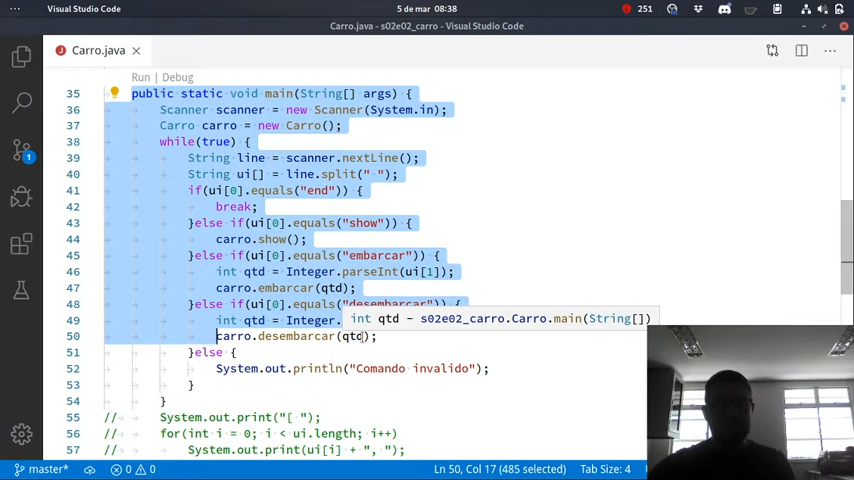 Visual Studio Code
5 de mar 08:38
251
Carro.java - s02e02_carro - Visual Studio Code
Carro.java
Run | Debug
35 public static void main(String[] args) {
36 Scanner scanner = new Scanner(System.in);
37 Carro carro = new Carro();
38 while(true) {
39 String line = scanner.nextLine();
40 String ui[] = line.split(" ");
41 if(ui[0].equals("end")) {
42 break;
43 }else if(ui[0].equals("show")) {
44 carro.show();
45 }else if(ui[0].equals("embarcar")) {
46 int qtd = Integer.parseInt(ui[1]);
47 carro.embarcar(qtd);
48 }else if(ui[0].equals("desembarcar")) {
49 int qtd = Integer.
int qtd - s02e02_carro.Carro.main(String[])
50 carro.desembarcar(qtd);
51 }else {
52 System.out.println("Comando invalido");
53 }
54 }
55 // System.out.print("[ ");
56 // for(int i = 0; i < ui.length; i++)
57 // System.out.print(ui[i] + ", ");
1
master* 0 0 Ln 50, Col 17 (485 selected) Tab Size: 4